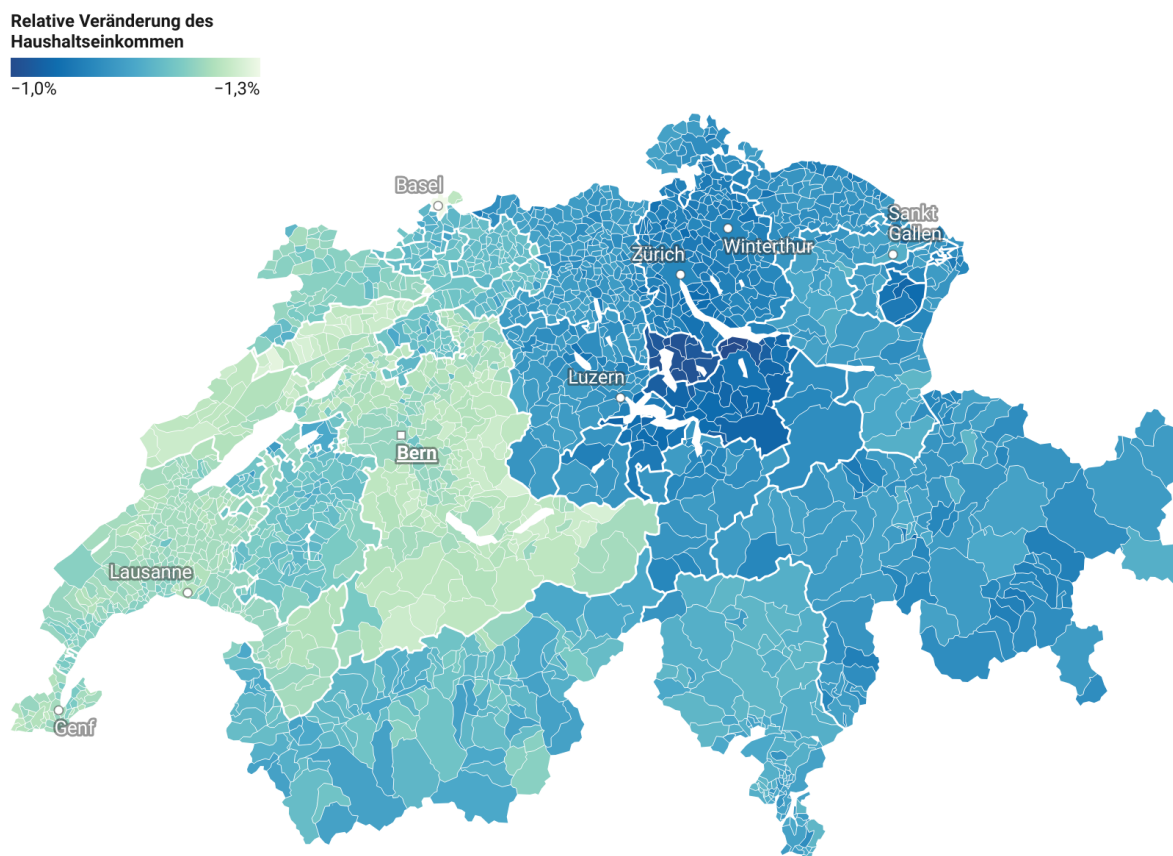 Relative Veränderung des
Haushaltseinkommen
−1,0%
−1,3%
Basel
Sankt
Gallen
Winterthur
Zürich
Luzern
Bern
Lausanne
Genf